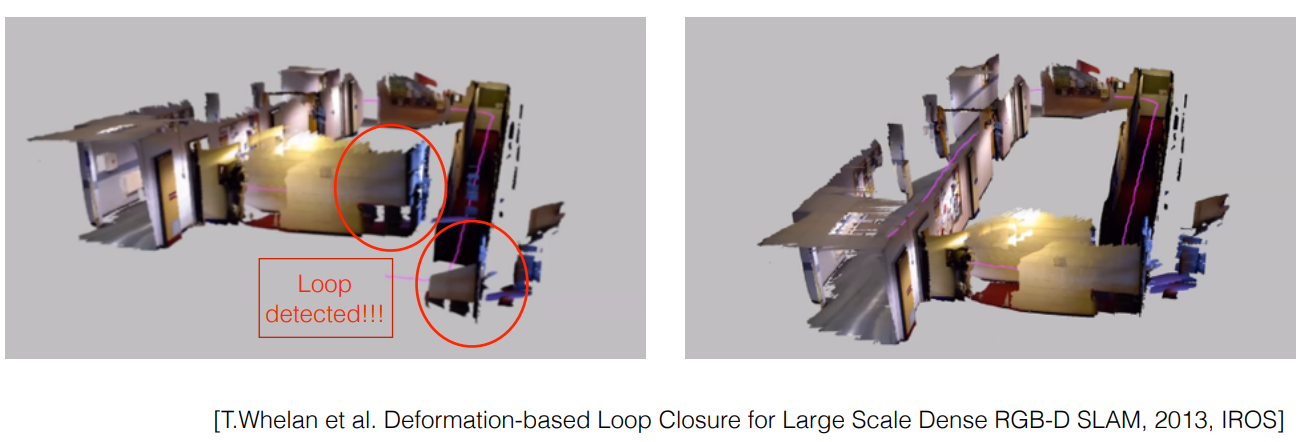 Loop
detected!!!
[T.Whelan et al. Deformation-based Loop Closure for Large Scale Dense RGB-D SLAM, 2013, IROS]